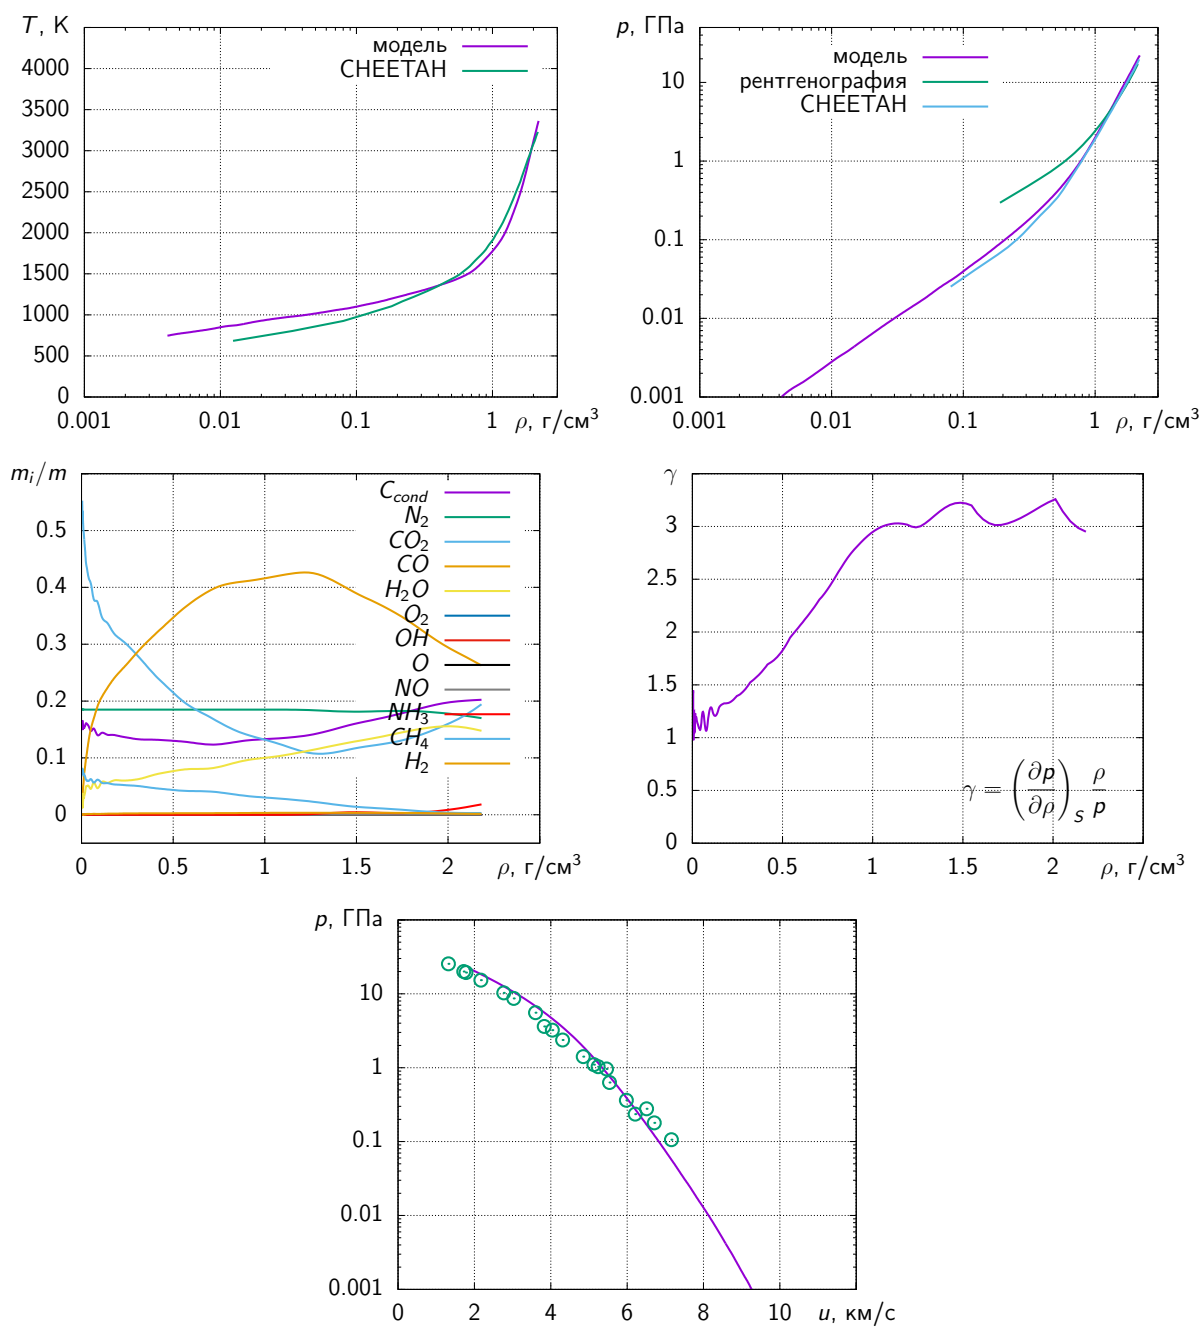 T, К
4000
3500
3000
2500
2000
1500
1000
500
0
0.001
0.01
0.1
1
ρ, г/см³
модель
CHEETAH
p, ГПа
10
1
0.1
0.01
0.001
0.001
0.01
0.1
1
ρ, г/см³
модель
рентгенография
CHEETAH
mᵢ/m
0.5
0.4
0.3
0.2
0.1
0
0
0.5
1
1.5
2
ρ, г/см³
C_cond
N₂
CO₂
CO
H₂O
O₂
OH
O
NO
NH₃
CH₄
H₂
γ
3
2.5
2
1.5
1
0.5
0
0
0.5
1
1.5
2
ρ, г/см³
γ = (∂p/∂ρ)_S ρ/p
p, ГПа
10
1
0.1
0.01
0.001
0
2
4
6
8
10
u, км/с